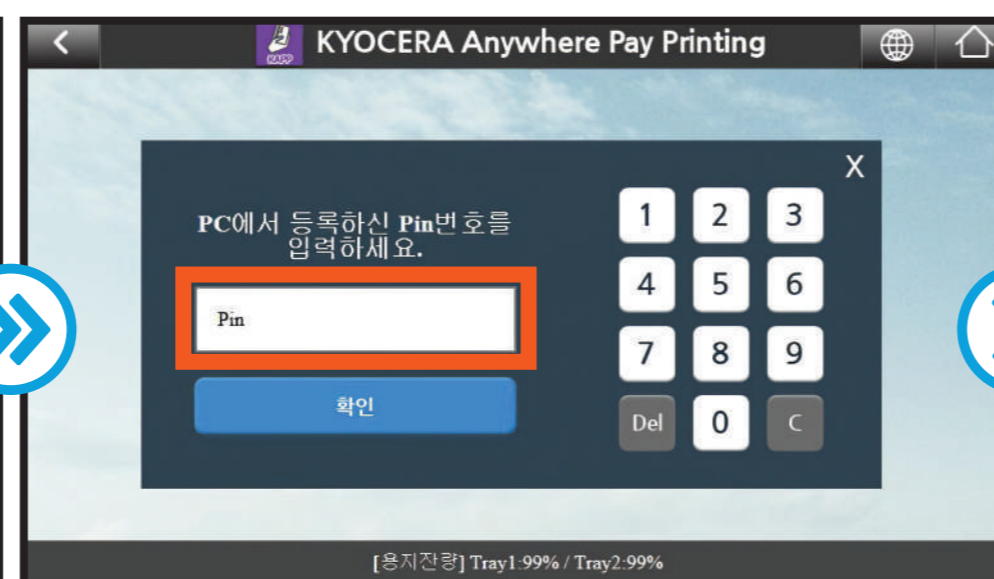 KYOCERA Anywhere Pay Printing
KAPP
X
PC에서 등록하신 Pin번호를
입력하세요.
Pin
확인
1 2 3
4 5 6
7 8 9
Del 0 C
[용지잔량] Tray1:99% / Tray2:99%